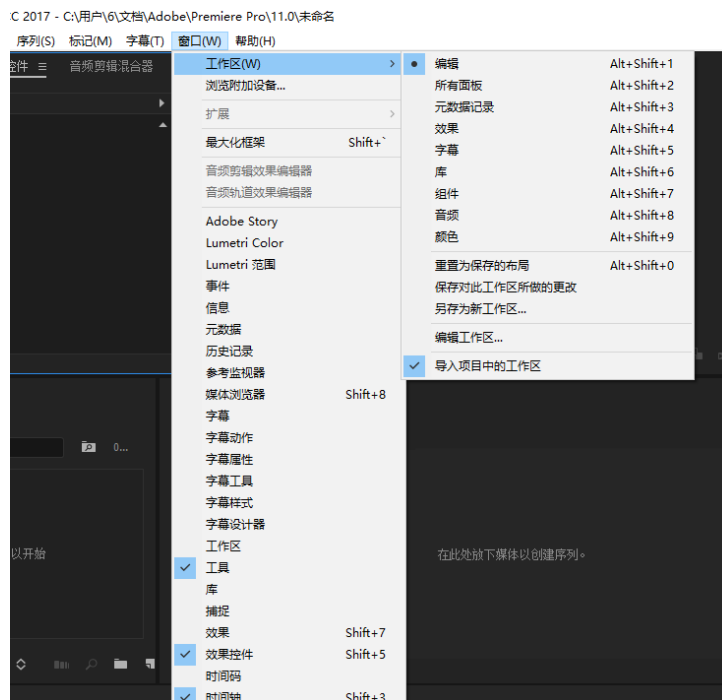 CC 2017 - C:\用户\6\文档\Adobe\Premiere Pro\11.0\未命名
序列(S) 标记(M) 字幕(T) 窗口(W) 帮助(H)
控件 音频剪辑混合器
工作区(W)
浏览附加设备...
扩展
最大化框架 Shift+`
音频剪辑效果编辑器
音频轨道效果编辑器
Adobe Story
Lumetri Color
Lumetri 范围
事件
信息
元数据
历史记录
参考监视器
媒体浏览器 Shift+8
字幕
字幕动作
字幕属性
字幕工具
字幕样式
字幕设计器
工作区
工具
库
捕捉
效果 Shift+7
效果控件 Shift+5
时间码
时间轴 Shift+3
编辑 Alt+Shift+1
所有面板 Alt+Shift+2
元数据记录 Alt+Shift+3
效果 Alt+Shift+4
字幕 Alt+Shift+5
库 Alt+Shift+6
组件 Alt+Shift+7
音频 Alt+Shift+8
颜色 Alt+Shift+9
重置为保存的布局 Alt+Shift+0
保存对此工作区所做的更改
另存为新工作区...
编辑工作区...
导入项目中的工作区
0...
以开始
在此处放下媒体以创建序列。